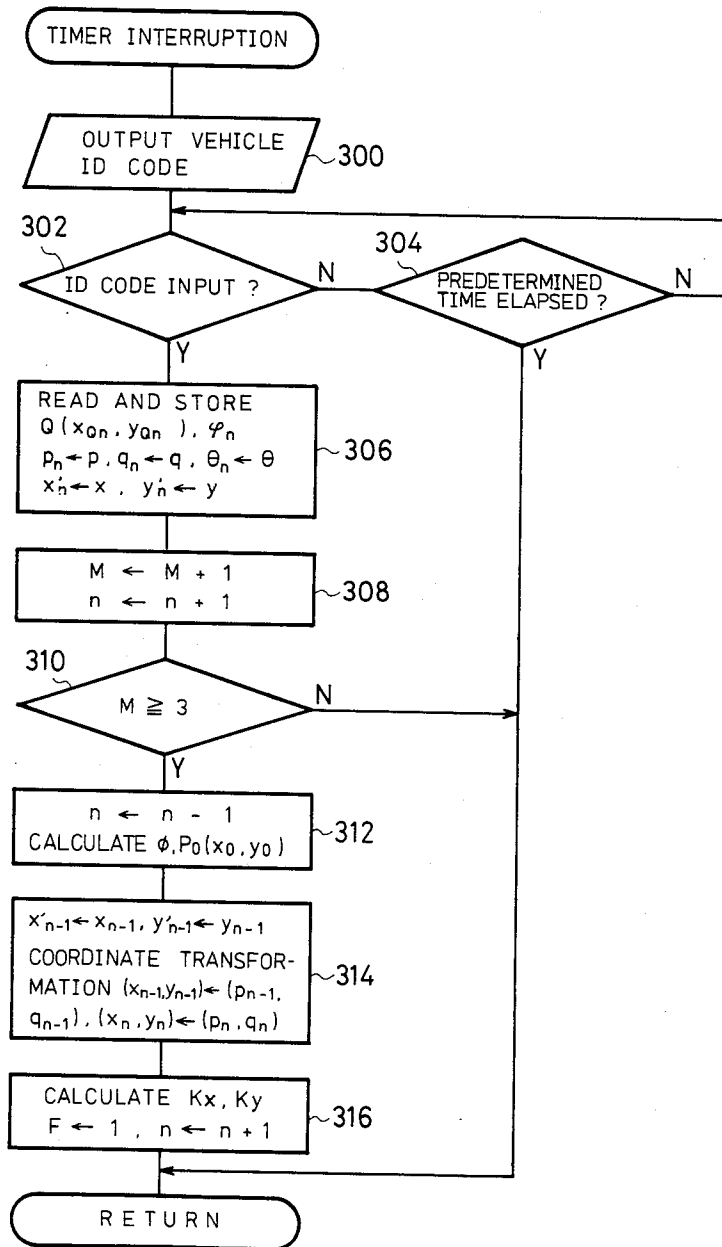 TIMER INTERRUPTION
OUTPUT VEHICLE
ID CODE
300
302
ID CODE INPUT ?
N
Y
304
PREDETERMINED
TIME ELAPSED ?
N
Y
READ AND STORE
Q(xQn, yQn), φn
pn ← p, qn ← q, θn ← θ
x'n ← x, y'n ← y
306
M ← M + 1
n ← n + 1
308
310
M ≧ 3
N
Y
n ← n - 1
CALCULATE ϕ, P0(x0, y0)
312
x'n-1 ← xn-1, y'n-1 ← yn-1
COORDINATE TRANSFOR-
MATION (xn-1, yn-1) ← (pn-1,
qn-1), (xn, yn) ← (pn, qn)
314
CALCULATE Kx, Ky
F ← 1, n ← n + 1
316
RETURN